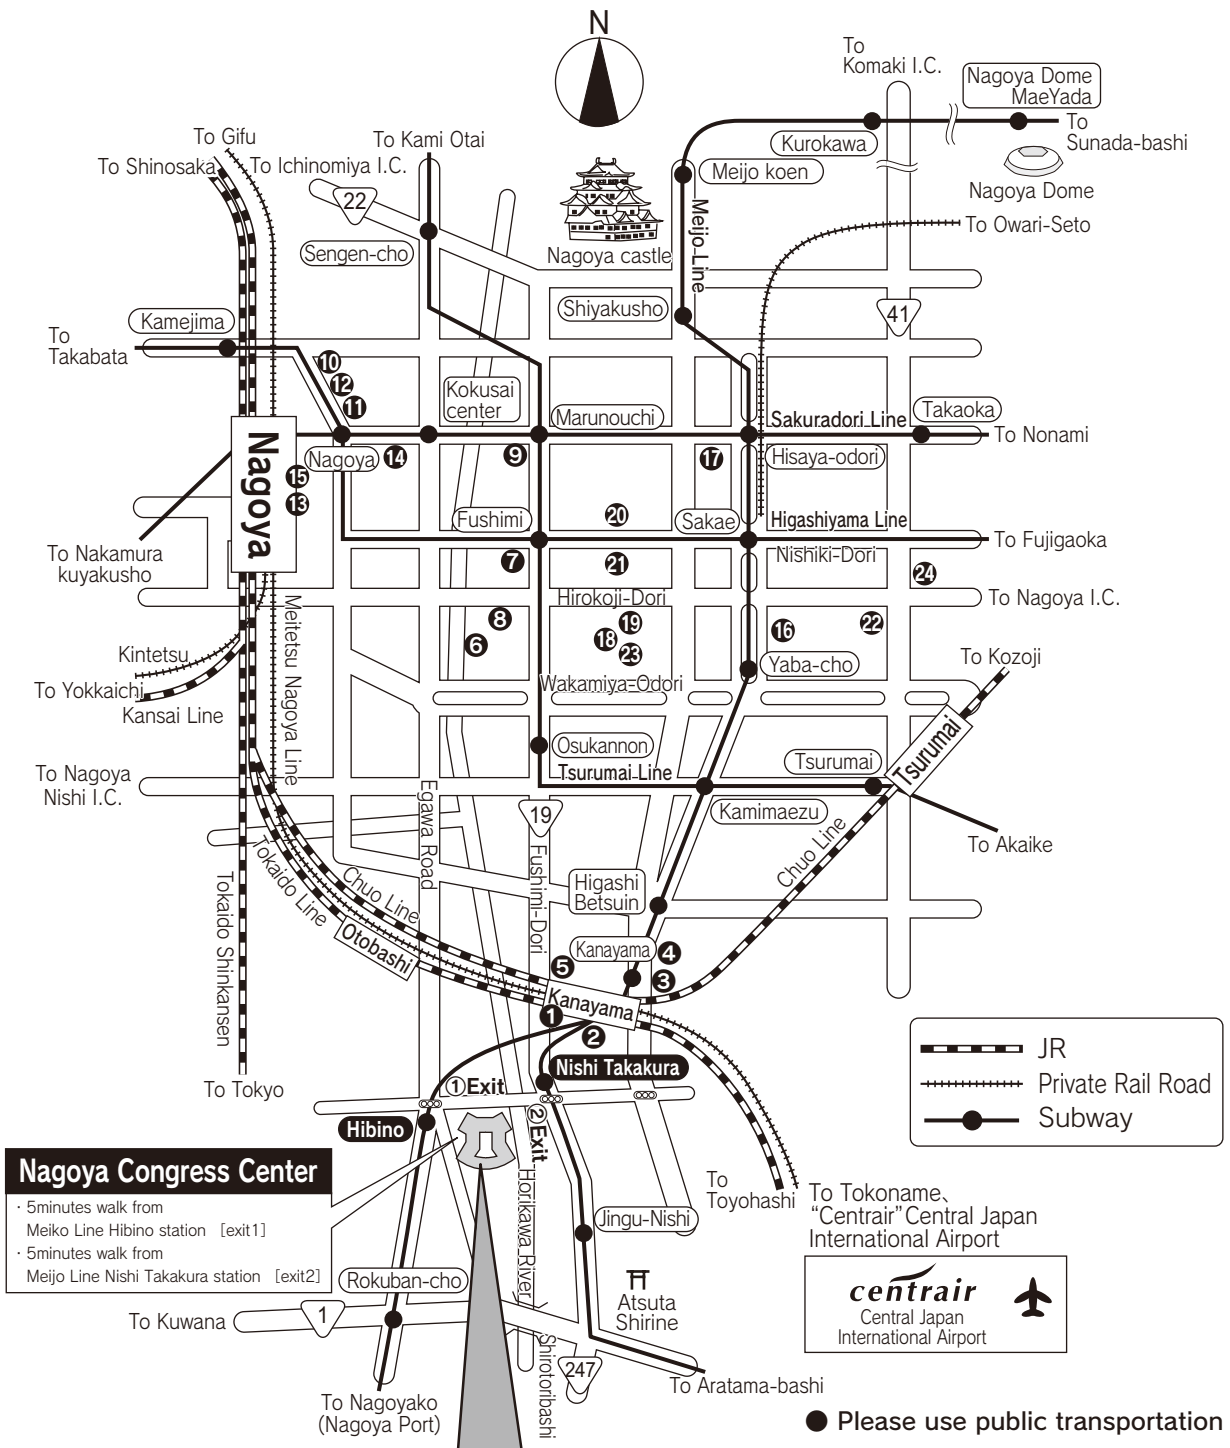 N
To
Komaki I.C.
Nagoya Dome
MaeYada
To Gifu
To Kami Otai
To
Sunada-bashi
To Shinosaka
To Ichinomiya I.C.
Kurokawa
Meijo koen
Nagoya Dome
22
Meijo Line
To Owari-Seto
Sengen-cho
Nagoya castle
Shiyakusho
41
Kamejima
To
Takabata
10
12
11
Kokusai
center
Marunouchi
Sakuradori Line
Takaoka
To Nonami
Nagoya
Nagoya
14
9
17
Hisaya-odori
15
13
Fushimi
20
Sakae
Higashiyama Line
To Nakamura
kuyakusho
7
21
Nishiki-Dori
To Fujigaoka
24
Hirokoji-Dori
To Nagoya I.C.
Meitetsu Nagoya Line
8
19
18
16
22
6
23
Kintetsu
Yaba-cho
To Kozoji
To Yokkaichi
Wakamiya-Odori
Kansai Line
Osukannon
Tsurumai
Tsurumai
To Nagoya
Nishi I.C.
Tsurumai Line
Egawa Road
19
Kamimaezu
To Akaike
Chuo Line
Tokaido Line
Chuo Line
Fushimi-Dori
Higashi
Betsuin
Tokaido Shinkansen
Otobashi
Kanayama
4
5
3
Kanayama
1
2
JR
Private Rail Road
Subway
To Tokyo
①Exit
Nishi Takakura
Hibino
②Exit
Nagoya Congress Center
· 5minutes walk from
Meiko Line Hibino station [exit1]
· 5minutes walk from
Meijo Line Nishi Takakura station [exit2]
Horikawa River
Jingu-Nishi
To
Toyohashi
To Tokoname、
"Centrair" Central Japan
International Airport
Rokuban-cho
centrair
Central Japan
International Airport
To Kuwana
1
Atsuta
Shirine
Shirotoribashi
247
To Nagoyako
(Nagoya Port)
To Aratama-bashi
● Please use public transportation